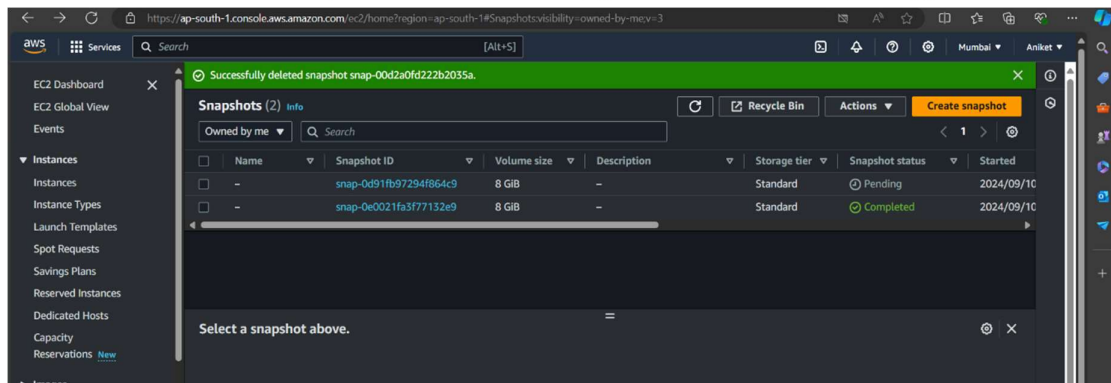 https://ap-south-1.console.aws.amazon.com/ec2/home?region=ap-south-1#Snapshots:visibility=owned-by-me;v=3
aws Services Search [Alt+S] Mumbai Aniket
EC2 Dashboard
EC2 Global View
Events
Instances
Instances
Instance Types
Launch Templates
Spot Requests
Savings Plans
Reserved Instances
Dedicated Hosts
Capacity
Reservations New
Successfully deleted snapshot snap-00d2a0fd222b2035a.
Snapshots (2) Info Recycle Bin Actions Create snapshot
Owned by me Search 1
Name Snapshot ID Volume size Description Storage tier Snapshot status Started
– snap-0d91fb97294f864c9 8 GiB – Standard Pending 2024/09/10
– snap-0e0021fa3f77132e9 8 GiB – Standard Completed 2024/09/10
Select a snapshot above.